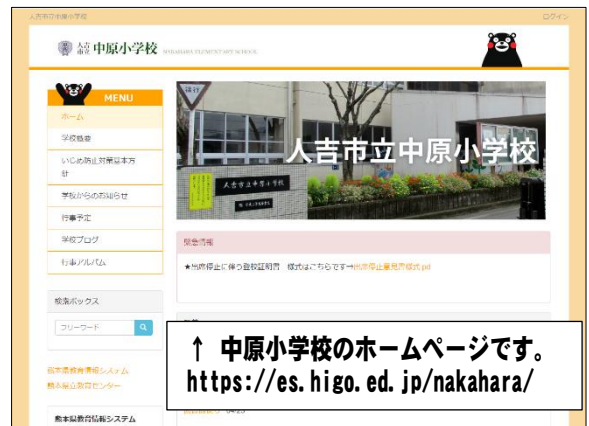 人吉市立中原小学校
ログイン
人吉市立 中原小学校 NAKAHARA ELEMENTARY SCHOOL
MENU
ホーム
学校概要
いじめ防止対策基本方
針
学校からのお知らせ
行事予定
学校ブログ
行事アルバム
検索ボックス
フリーワード
熊本県教育情報システム
熊本県立教育センター
熊本県教育情報システム
人吉市立中原小学校
人吉市立中原小学校
緊急情報
★出席停止に伴う登校証明書 様式はこちらです⇒出席停止意見書様式.pdf
↑ 中原小学校のホームページです。
https://es.higo.ed.jp/nakahara/